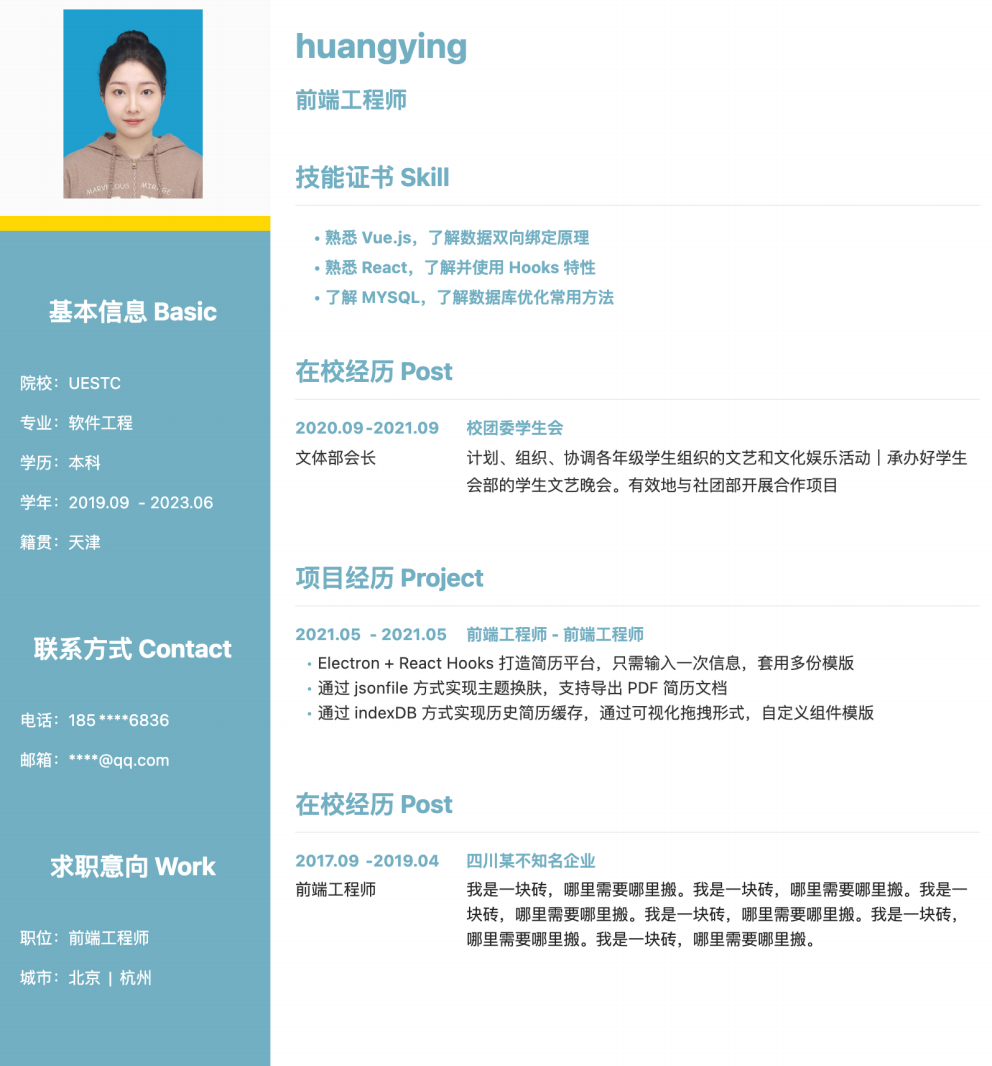 MARVELOUS MIRAGE
基本信息 Basic
院校：UESTC
专业：软件工程
学历：本科
学年：2019.09 - 2023.06
籍贯：天津
联系方式 Contact
电话：185****6836
邮箱：****@qq.com
求职意向 Work
职位：前端工程师
城市：北京 | 杭州
huangying
前端工程师
技能证书 Skill
• 熟悉 Vue.js，了解数据双向绑定原理
• 熟悉 React，了解并使用 Hooks 特性
• 了解 MYSQL，了解数据库优化常用方法
在校经历 Post
2020.09-2021.09 校团委学生会
文体部会长 计划、组织、协调各年级学生组织的文艺和文化娱乐活动｜承办好学生
会部的学生文艺晚会。有效地与社团部开展合作项目
项目经历 Project
2021.05 - 2021.05 前端工程师 - 前端工程师
• Electron + React Hooks 打造简历平台，只需输入一次信息，套用多份模版
• 通过 jsonfile 方式实现主题换肤，支持导出 PDF 简历文档
• 通过 indexDB 方式实现历史简历缓存，通过可视化拖拽形式，自定义组件模版
在校经历 Post
2017.09 -2019.04 四川某不知名企业
前端工程师 我是一块砖，哪里需要哪里搬。我是一块砖，哪里需要哪里搬。我是一
块砖，哪里需要哪里搬。我是一块砖，哪里需要哪里搬。我是一块砖，
哪里需要哪里搬。我是一块砖，哪里需要哪里搬。